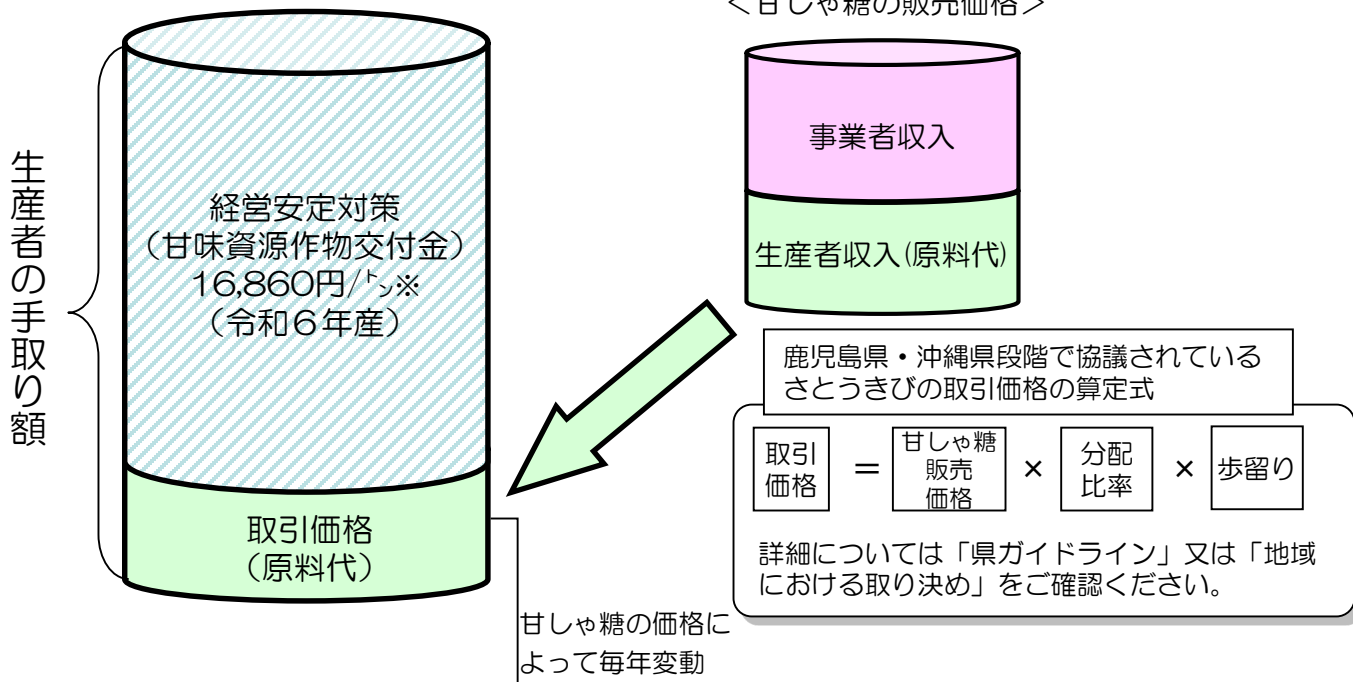 <甘しゃ糖の販売価格>
生産者の手取り額
経営安定対策
（甘味資源作物交付金）
16,860円/㌧※
（令和６年産）
取引価格
（原料代）
甘しゃ糖の価格に
よって毎年変動
事業者収入
生産者収入(原料代)
鹿児島県・沖縄県段階で協議されている
さとうきびの取引価格の算定式
取引
価格
＝
甘しゃ糖
販売
価格
×
分配
比率
×
歩留り
詳細については「県ガイドライン」又は「地域
における取り決め」をご確認ください。